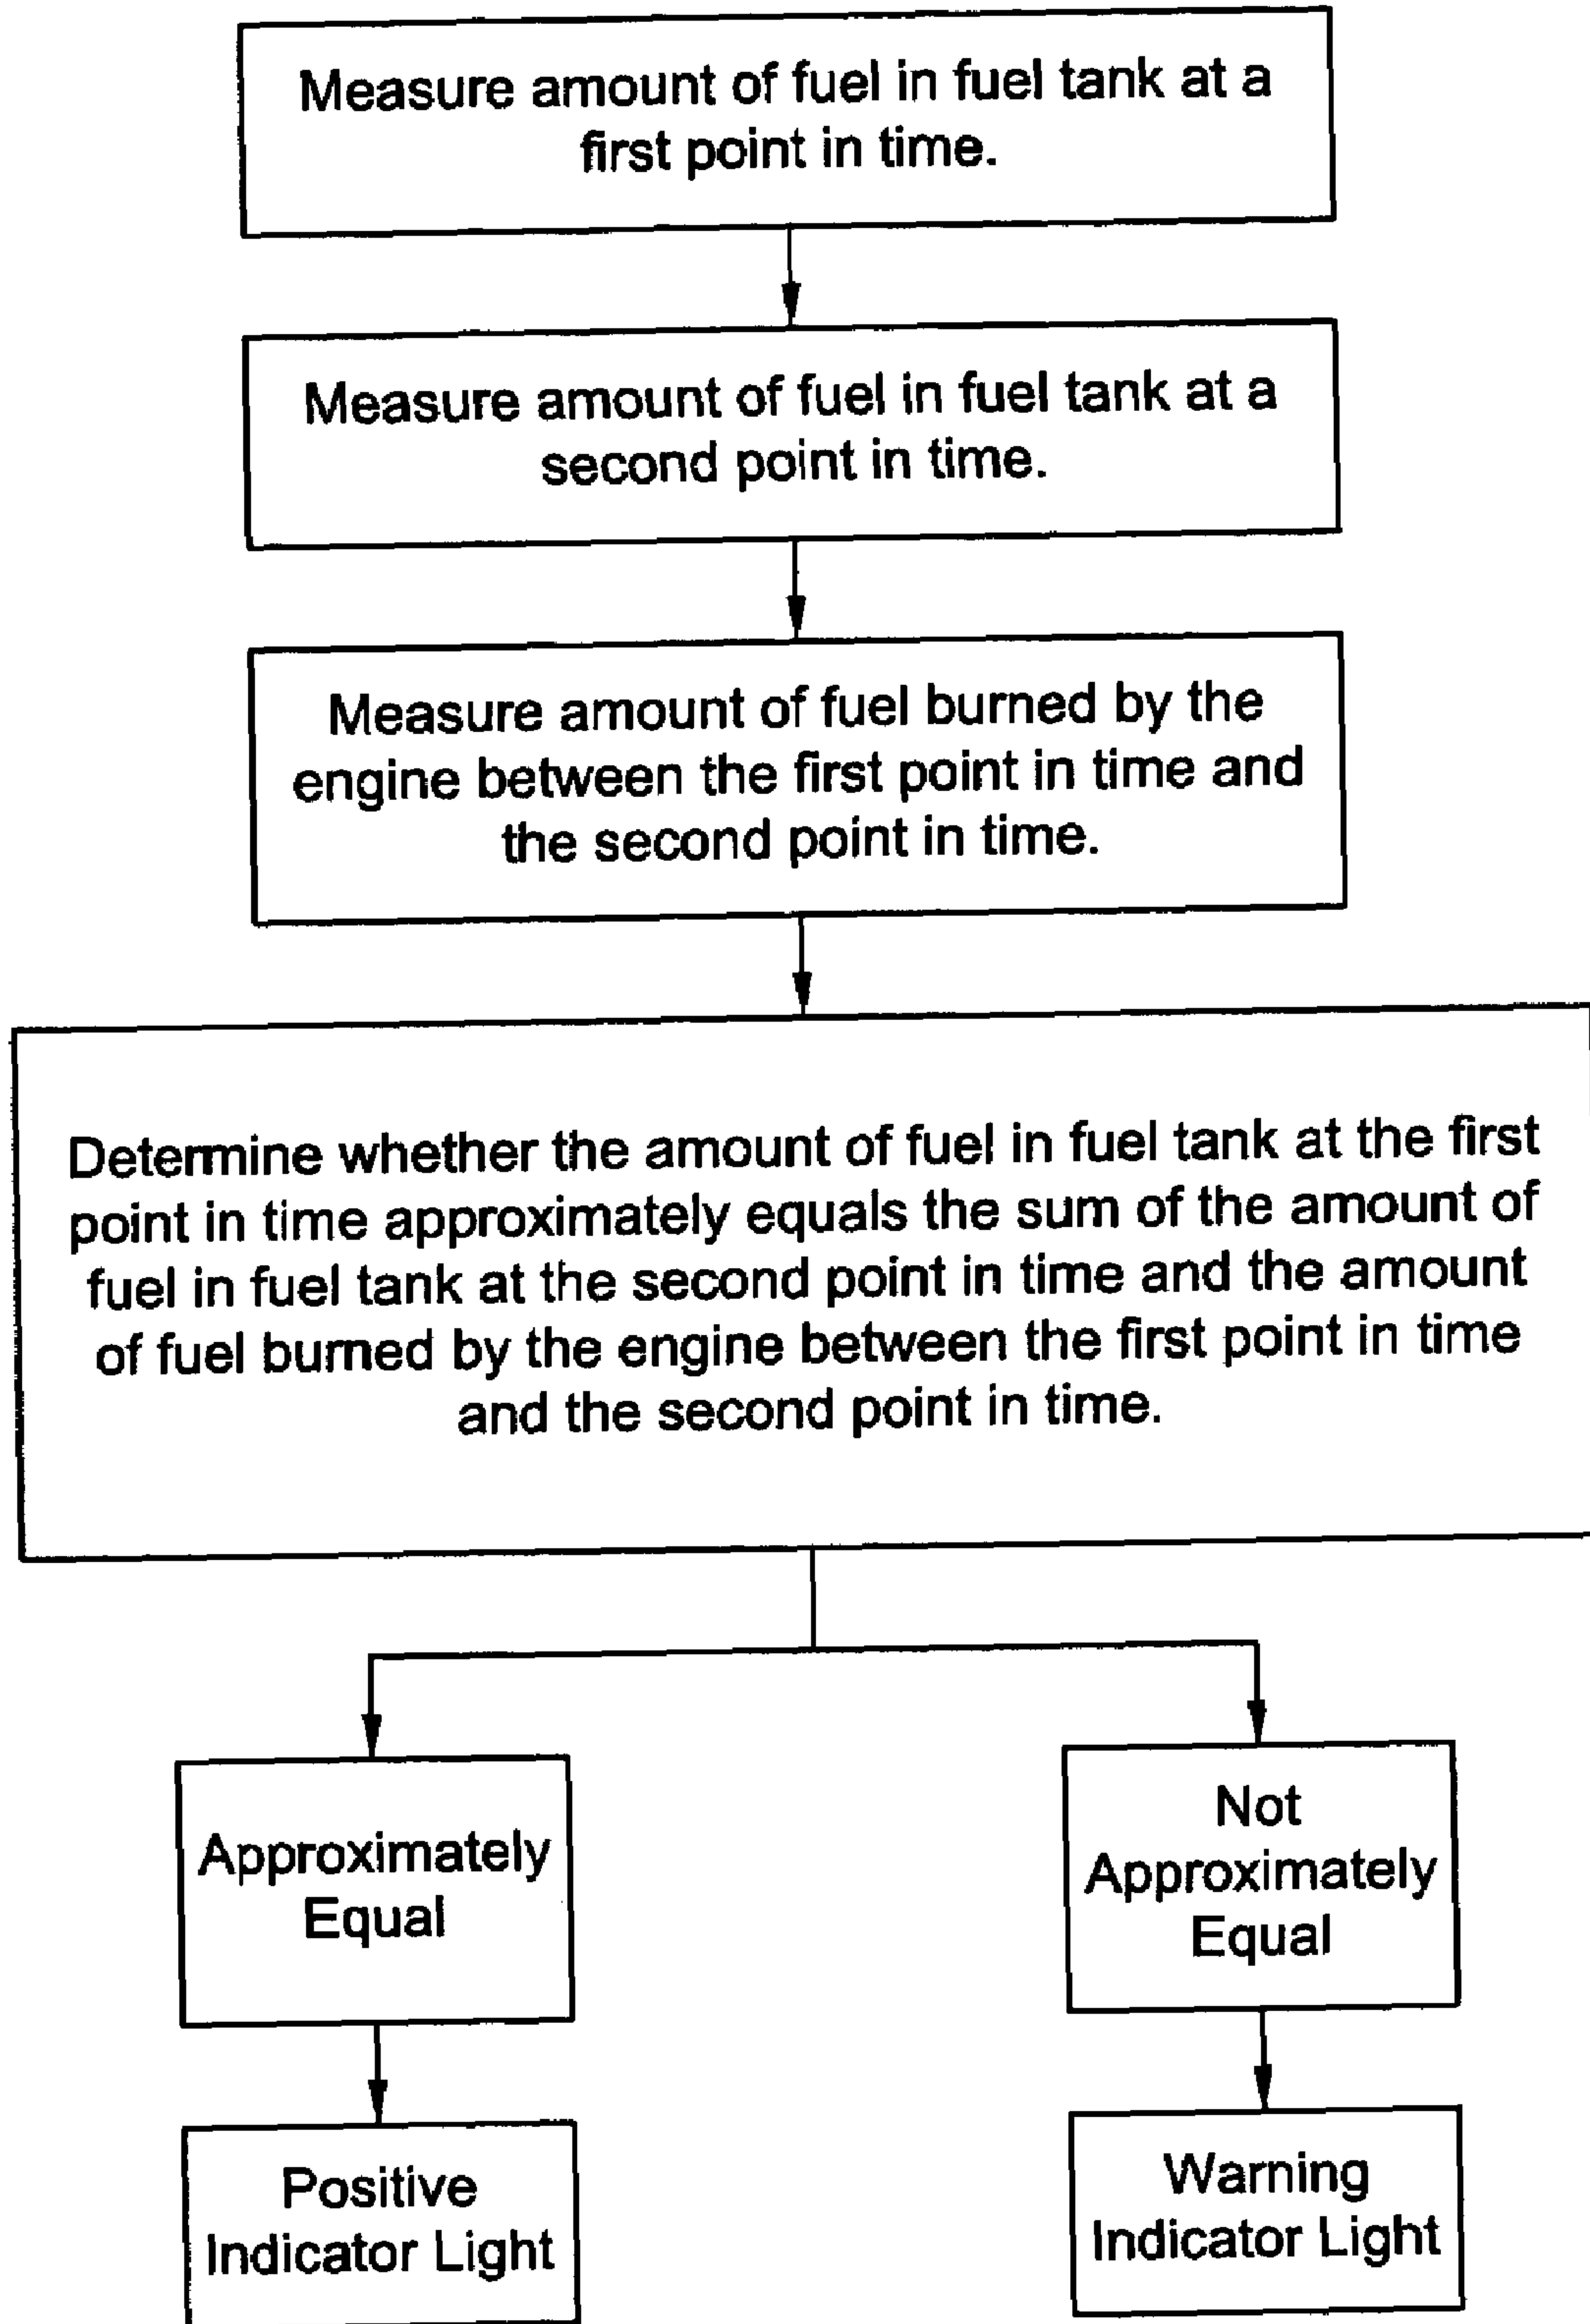 Measure amount of fuel in fuel tank at a
first point in time.
Measure amount of fuel in fuel tank at a
second point in time.
Measure amount of fuel burned by the
engine between the first point in time and
the second point in time.
Determine whether the amount of fuel in fuel tank at the first
point in time approximately equals the sum of the amount of
fuel in fuel tank at the second point in time and the amount
of fuel burned by the engine between the first point in time
and the second point in time.
Approximately
Equal
Not
Approximately
Equal
Positive
Indicator Light
Warning
Indicator Light